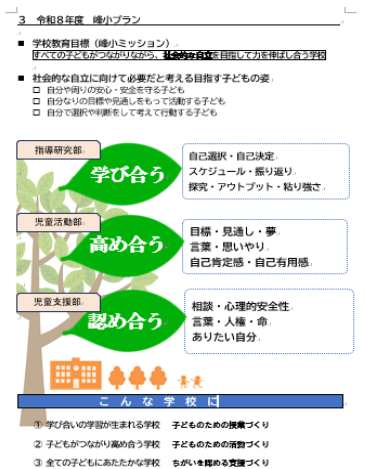 3　令和8年度　峰小プラン
■ 学校教育目標（峰小ミッション）
すべての子どもがつながりながら、社会的な自立を目指して力を伸ばし合う学校
■ 社会的な自立に向けて必要だと考える目指す子どもの姿
□ 自分や周りの安心・安全を守る子ども
□ 自分なりの目標や見通しをもって活動する子ども
□ 自分で選択や判断をして考えて行動する子ども
指導研究部
学び合う
自己選択・自己決定
スケジュール・振り返り
探究・アウトプット・粘り強さ
児童活動部
高め合う
目標・見通し・夢
言葉・思いやり
自己肯定感・自己有用感
児童支援部
認め合う
相談・心理的安全性
言葉・人権・命
ありたい自分
こんな学校に
① 学び合いの学習が生まれる学校　子どものための授業づくり
② 子どもがつながり高め合う学校　子どものための活動づくり
③ 全ての子どもにあたたかな学校　ちがいを認める支援づくり